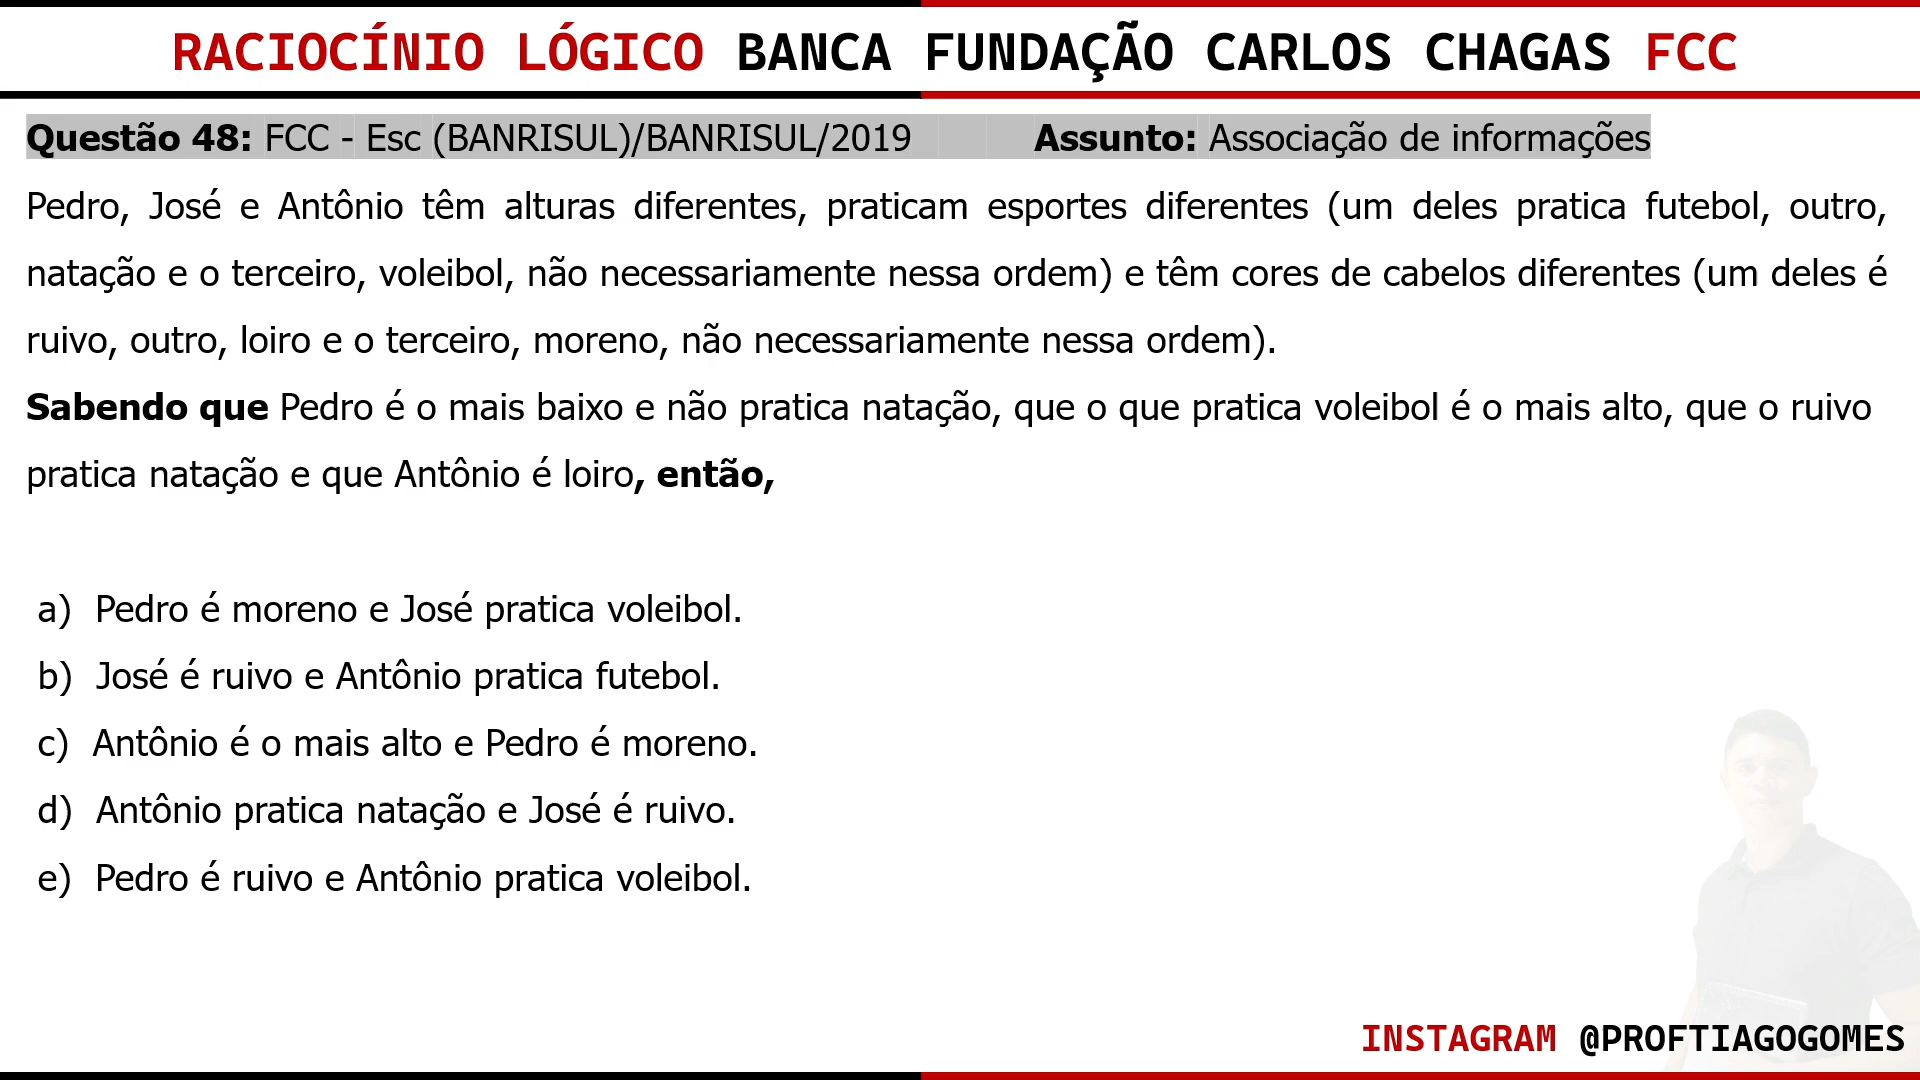 RACIOCÍNIO LÓGICO BANCA FUNDAÇÃO CARLOS CHAGAS FCC
Questão 48: FCC - Esc (BANRISUL)/BANRISUL/2019 Assunto: Associação de informações
Pedro, José e Antônio têm alturas diferentes, praticam esportes diferentes (um deles pratica futebol, outro,
natação e o terceiro, voleibol, não necessariamente nessa ordem) e têm cores de cabelos diferentes (um deles é
ruivo, outro, loiro e o terceiro, moreno, não necessariamente nessa ordem).
Sabendo que Pedro é o mais baixo e não pratica natação, que o que pratica voleibol é o mais alto, que o ruivo
pratica natação e que Antônio é loiro, então,
a) Pedro é moreno e José pratica voleibol.
b) José é ruivo e Antônio pratica futebol.
c) Antônio é o mais alto e Pedro é moreno.
d) Antônio pratica natação e José é ruivo.
e) Pedro é ruivo e Antônio pratica voleibol.
INSTAGRAM @PROFTIAGOGOMES